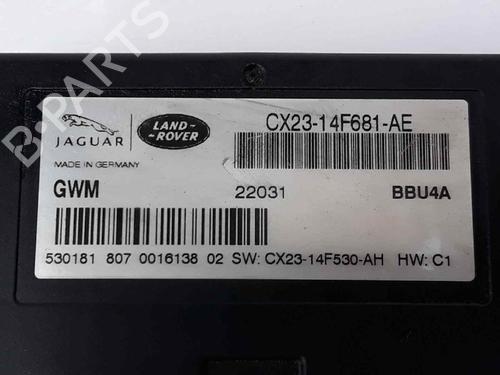 B-PARTS
JAGUAR
LAND-
-ROVER
CX23-14F681-AE
MADE IN GERMANY
GWM 22031 BBU4A
530181 807 0016138 02 SW: CX23-14F530-AH HW: C1